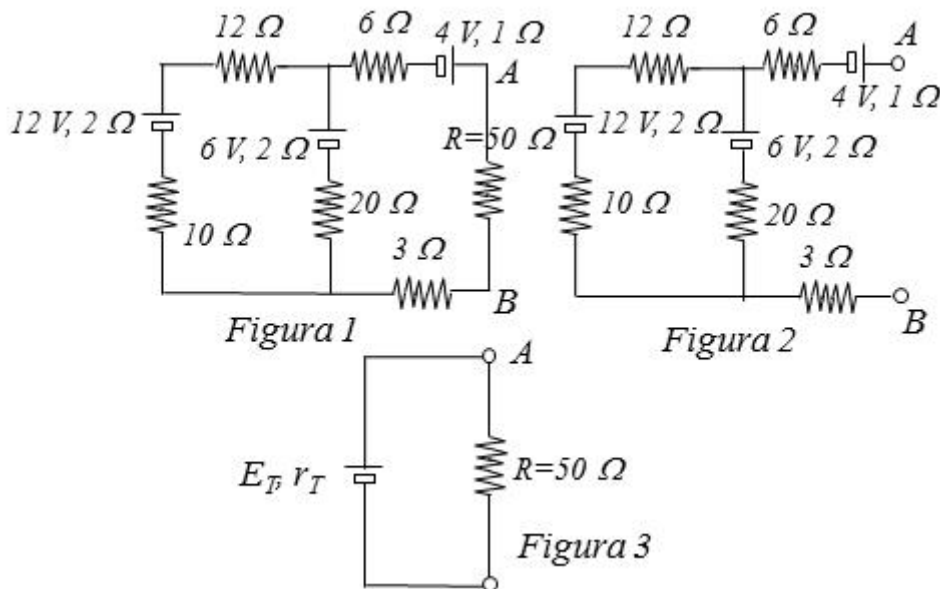 12 Ω
6 Ω
4 V, 1 Ω
A
12 V, 2 Ω
6 V, 2 Ω
R=50 Ω
10 Ω
20 Ω
3 Ω
B
Figura 1
12 Ω
6 Ω
A
4 V, 1 Ω
12 V, 2 Ω
6 V, 2 Ω
10 Ω
20 Ω
3 Ω
B
Figura 2
A
E_T, r_T
R=50 Ω
Figura 3